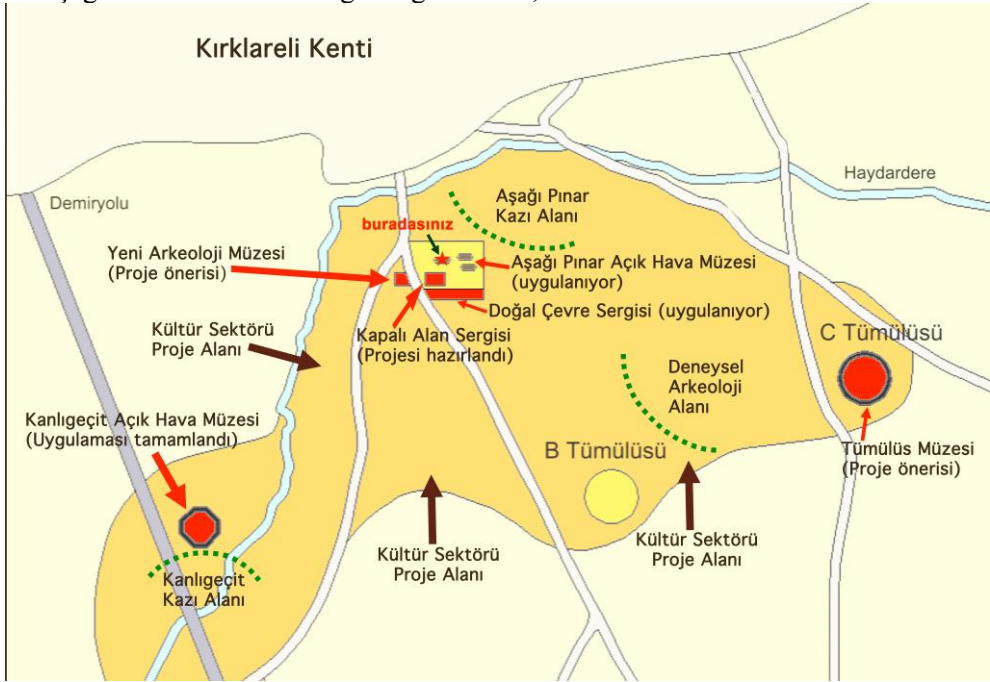 Kırklareli Kenti
Haydardere
Demiryolu
Aşağı Pınar
Kazı Alanı
buradasınız
Yeni Arkeoloji Müzesi
(Proje önerisi)
Aşağı Pınar Açık Hava Müzesi
(uygulanıyor)
Doğal Çevre Sergisi (uygulanıyor)
Kapalı Alan Sergisi
(Projesi hazırlandı)
Kültür Sektörü
Proje Alanı
C Tümülüsü
Deneysel
Arkeoloji
Alanı
Kanlıgeçit Açık Hava Müzesi
(Uygulaması tamamlandı)
B Tümülüsü
Tümülüs Müzesi
(Proje önerisi)
Kültür Sektörü
Proje Alanı
Kültür Sektörü
Proje Alanı
Kanlıgeçit
Kazı Alanı